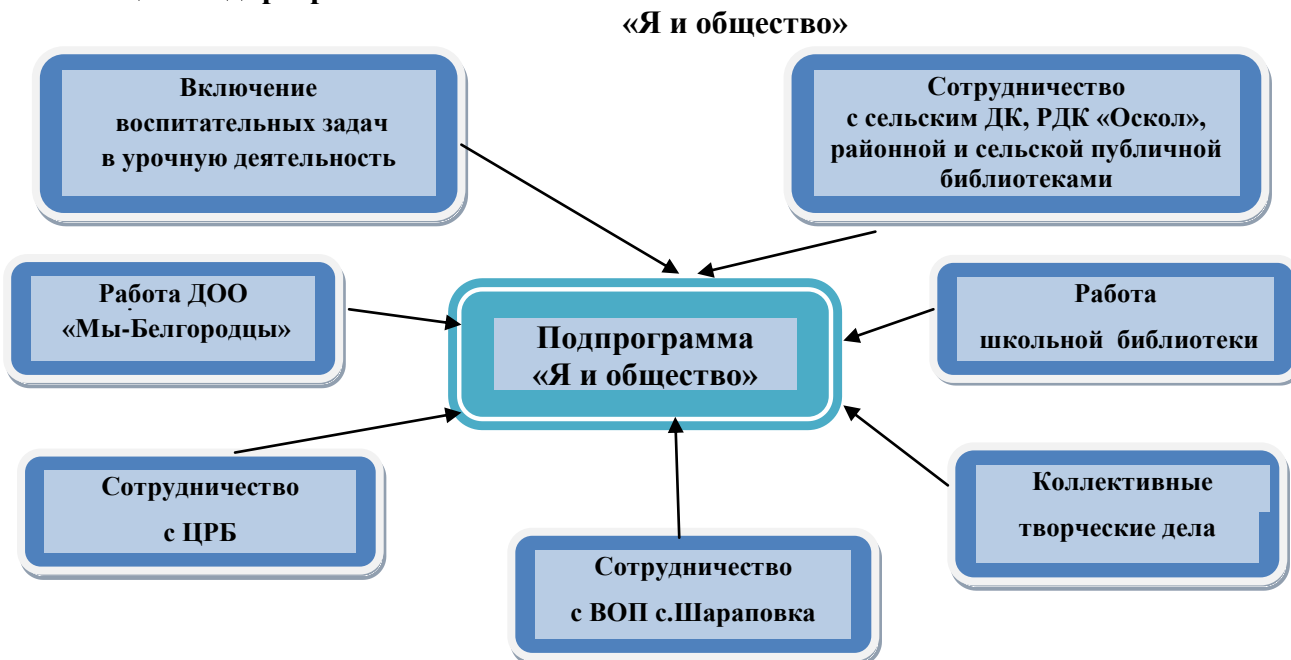 «Я и общество»
Включение
воспитательных задач
в урочную деятельность
Сотрудничество
с сельским ДК, РДК «Оскол»,
районной и сельской публичной
библиотеками
Работа ДОО
«Мы-Белгородцы»
Подпрограмма
«Я и общество»
Работа
школьной библиотеки
Сотрудничество
с ЦРБ
Сотрудничество
с ВОП с.Шараповка
Коллективные
творческие дела